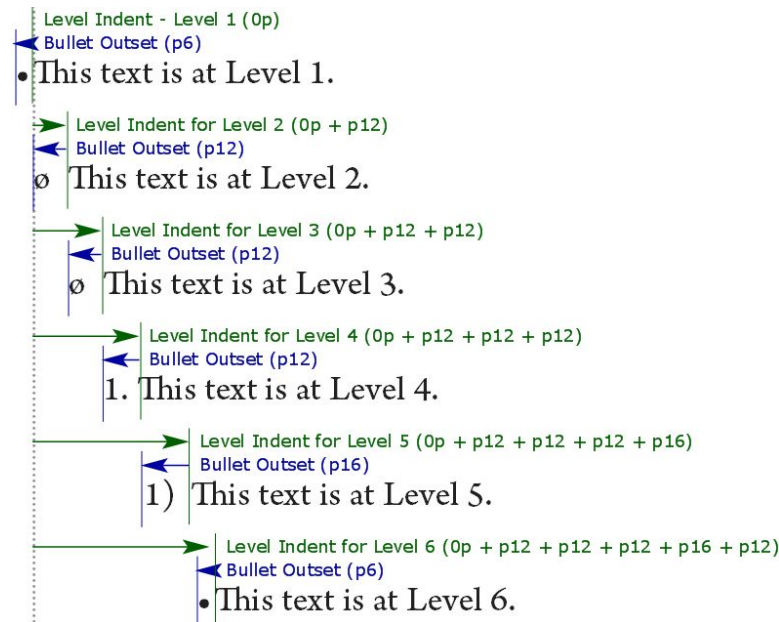 Level Indent - Level 1 (0p)
Bullet Outset (p6)
•This text is at Level 1.
Level Indent for Level 2 (0p + p12)
Bullet Outset (p12)
ø This text is at Level 2.
Level Indent for Level 3 (0p + p12 + p12)
Bullet Outset (p12)
ø This text is at Level 3.
Level Indent for Level 4 (0p + p12 + p12 + p12)
Bullet Outset (p12)
1. This text is at Level 4.
Level Indent for Level 5 (0p + p12 + p12 + p12 + p16)
Bullet Outset (p16)
1) This text is at Level 5.
Level Indent for Level 6 (0p + p12 + p12 + p12 + p16 + p12)
Bullet Outset (p6)
•This text is at Level 6.